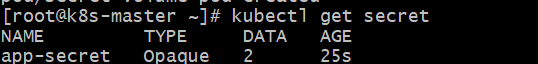 [root@k8s-master ~]# kubectl get secret
NAME TYPE DATA AGE
app-secret Opaque 2 25s